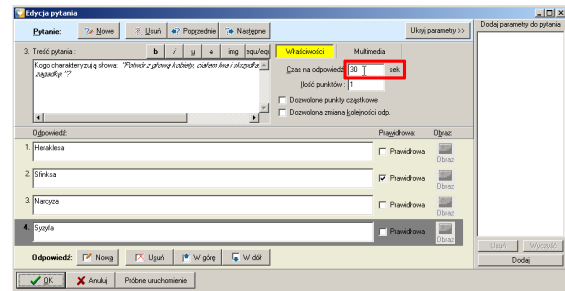 Edycja pytania
Pytanie: Nowe Usuń Poprzednie Następne Ukryj parametry >>
Dodaj parametry do pytania
3. Treść pytania: b i u a img equ/equ Właściwości Multimedia
Kogo charakteryzują słowa: "Potwór z głową kobiety, ciałem lwa i skrzydła
zagadkę "?
Czas na odpowiedź: 30 sek
Ilość punktów: 1
Dozwolone punkty cząstkowe
Dozwolona zmiana kolejności odp.
Odpowiedź: Prawidłowa: Obraz:
1. Heraklesa Prawidłowa Obraz
2. Sfinksa Prawidłowa Obraz
3. Narcyza Prawidłowa Obraz
4. Syzyfa Prawidłowa Obraz
Odpowiedź: Nowa Usuń W górę W dół
Usuń Wyczyść
Dodaj
OK Anuluj Próbne uruchomienie